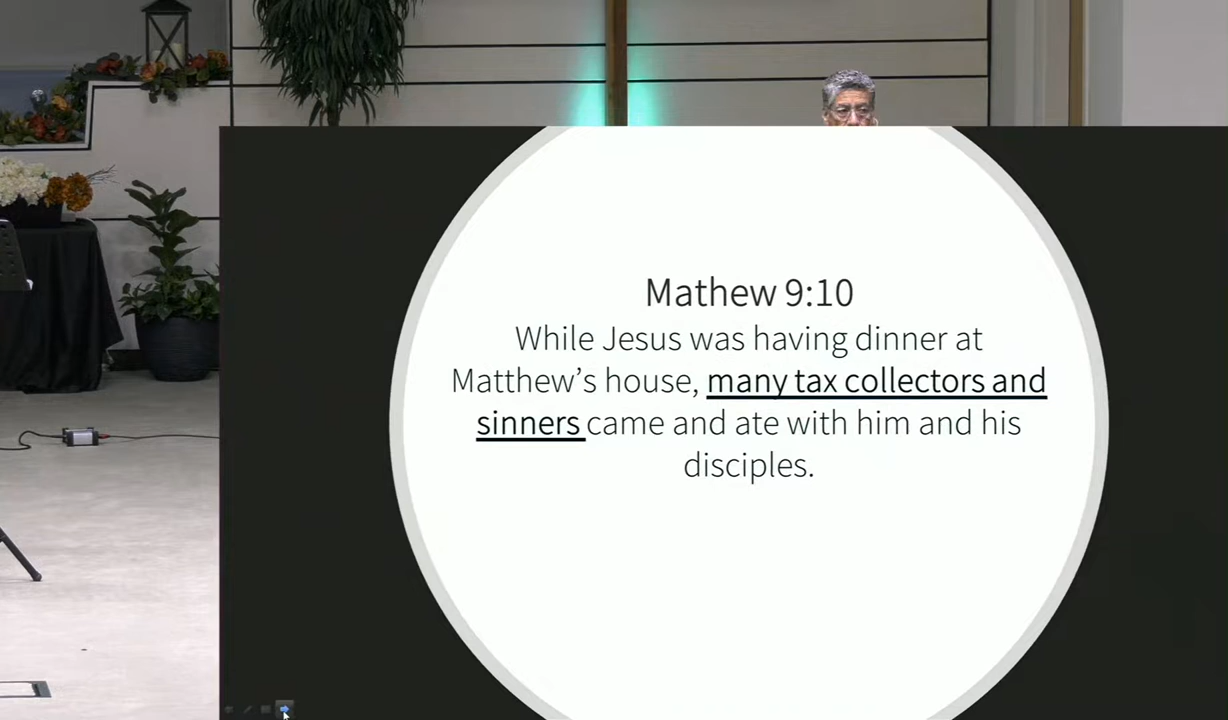 Mathew 9:10
While Jesus was having dinner at
Matthew’s house, many tax collectors and
sinners came and ate with him and his
disciples.